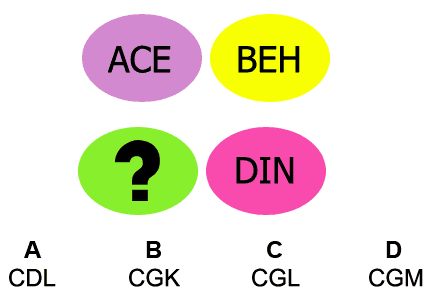 ACE BEH
? DIN
A B C D
CDL CGK CGL CGM